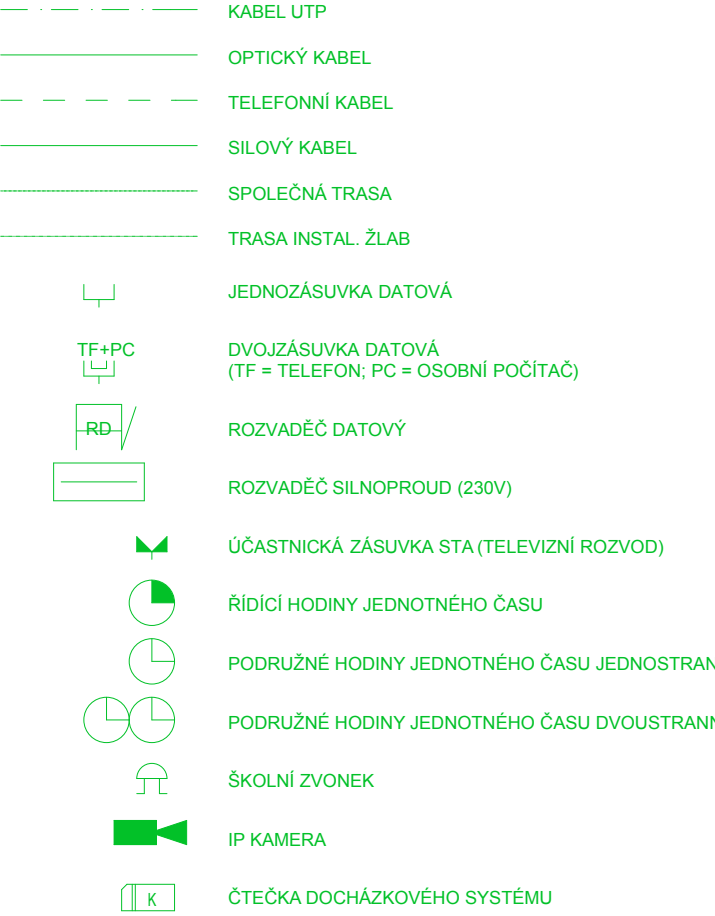 KABEL UTP
OPTICKÝ KABEL
TELEFONNÍ KABEL
SILOVÝ KABEL
SPOLEČNÁ TRASA
TRASA INSTAL. ŽLAB
JEDNOZÁSUVKA DATOVÁ
TF+PC DVOJZÁSUVKA DATOVÁ
(TF = TELEFON; PC = OSOBNÍ POČÍTAČ)
RD ROZVADĚČ DATOVÝ
ROZVADĚČ SILNOPROUD (230V)
ÚČASTNICKÁ ZÁSUVKA STA (TELEVIZNÍ ROZVOD)
ŘÍDÍCÍ HODINY JEDNOTNÉHO ČASU
PODRUŽNÉ HODINY JEDNOTNÉHO ČASU JEDNOSTRAN
PODRUŽNÉ HODINY JEDNOTNÉHO ČASU DVOUSTRANN
ŠKOLNÍ ZVONEK
IP KAMERA
K ČTEČKA DOCHÁZKOVÉHO SYSTÉMU